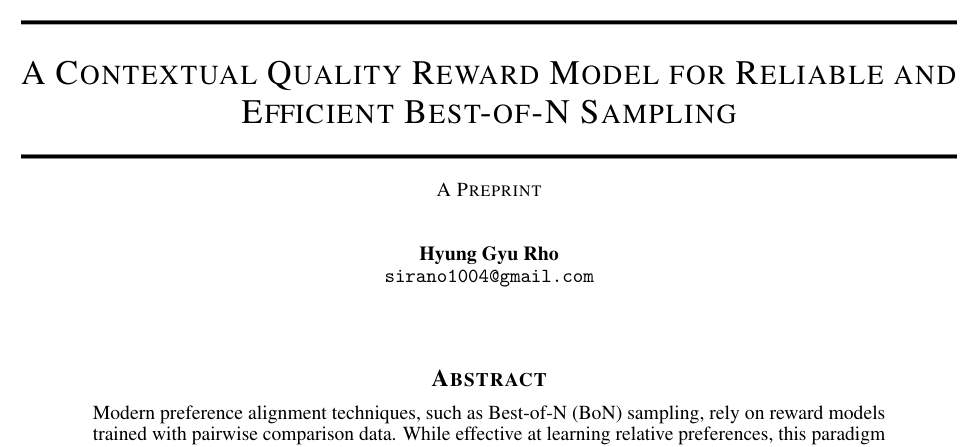 A CONTEXTUAL QUALITY REWARD MODEL FOR RELIABLE AND
EFFICIENT BEST-OF-N SAMPLING
A PREPRINT
Hyung Gyu Rho
sirano1004@gmail.com
ABSTRACT
Modern preference alignment techniques, such as Best-of-N (BoN) sampling, rely on reward models
trained with pairwise comparison data. While effective at learning relative preferences, this paradigm